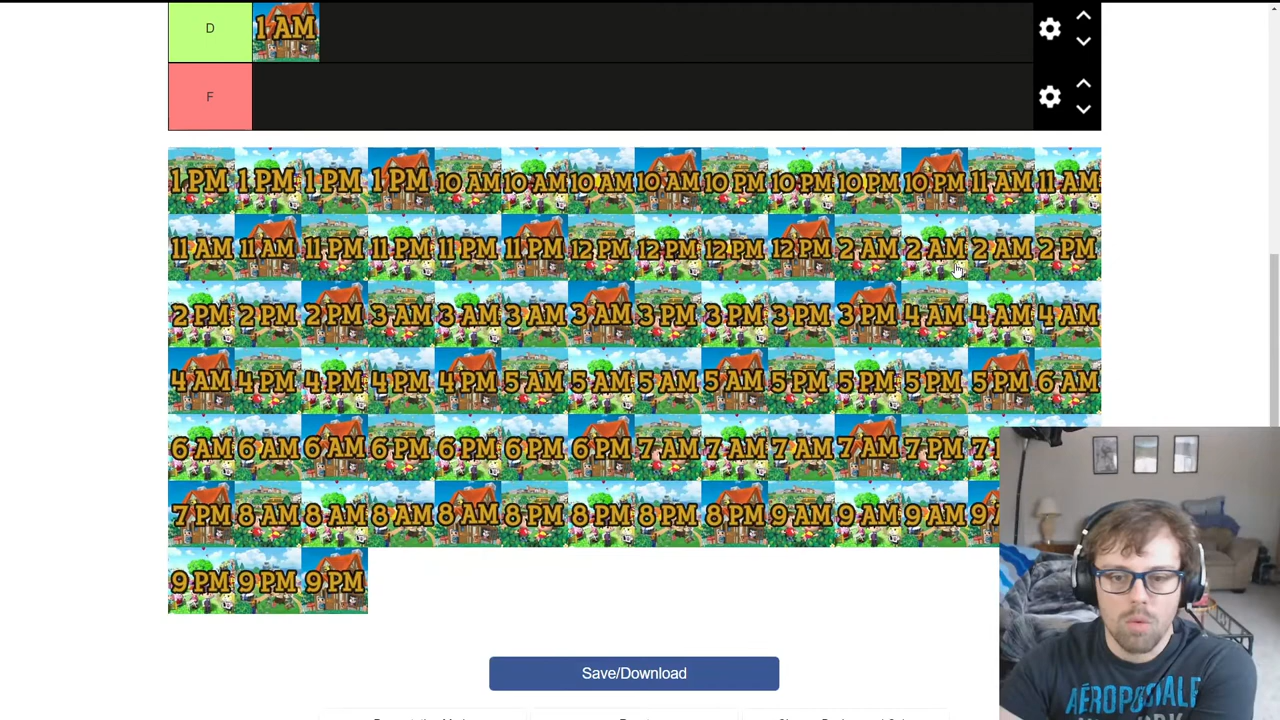 D
1 AM
F
1 PM 1 PM 1 PM 1 PM 10 AM 10 AM 10 AM 10 AM 10 PM 10 PM 10 PM 10 PM 11 AM 11 AM
11 AM 11 AM 11 PM 11 PM 11 PM 11 PM 12 PM 12 PM 12 PM 12 PM 2 AM 2 AM 2 AM 2 PM
2 PM 2 PM 2 PM 3 AM 3 AM 3 AM 3 AM 3 PM 3 PM 3 PM 3 PM 4 AM 4 AM 4 AM
4 AM 4 PM 4 PM 4 PM 4 PM 5 AM 5 AM 5 AM 5 AM 5 PM 5 PM 5 PM 5 PM 6 AM
6 AM 6 AM 6 AM 6 PM 6 PM 6 PM 6 PM 7 AM 7 AM 7 AM 7 AM 7 PM 7
7 PM 8 AM 8 AM 8 AM 8 AM 8 PM 8 PM 8 PM 8 PM 9 AM 9 AM 9 AM 9
9 PM 9 PM 9 PM
Save/Download
AÉROPOSTALE